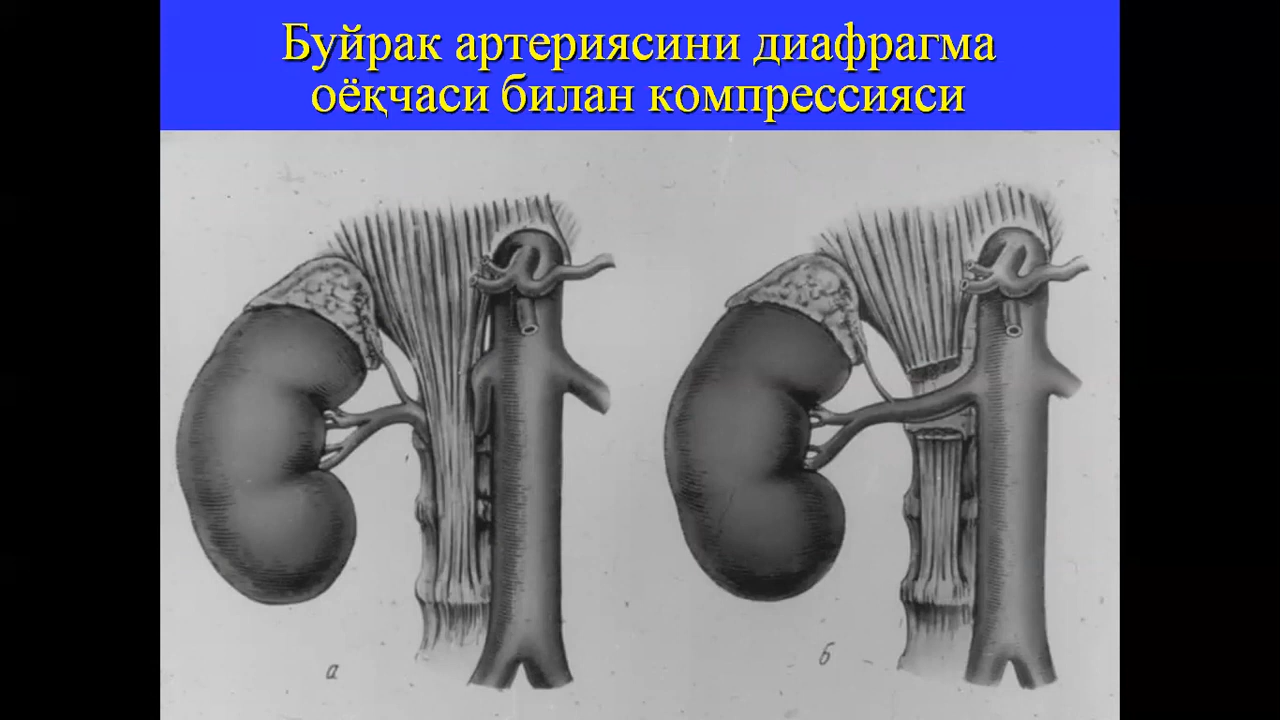 Буйрак артериясини диафрагма
оёқчаси билан компрессияси
а
б